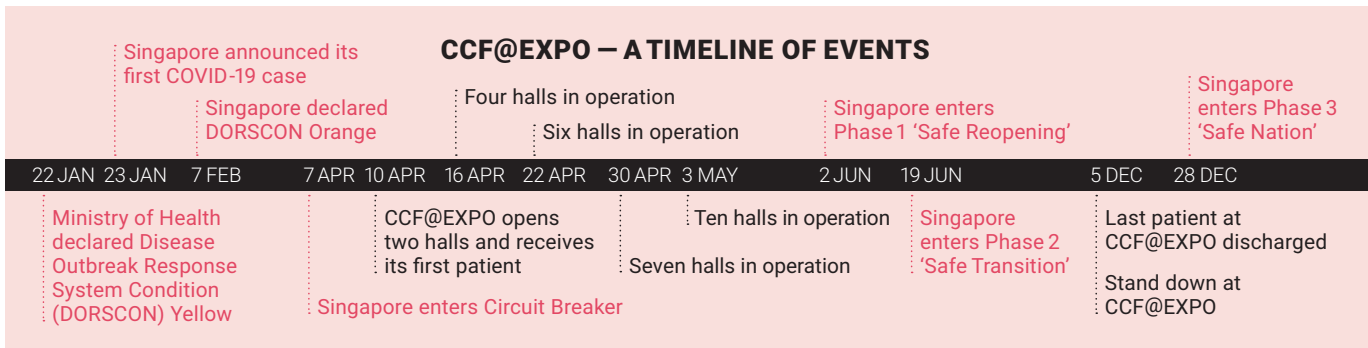 CCF@EXPO — A TIMELINE OF EVENTS
Singapore announced its
first COVID-19 case
Singapore declared
DORSCON Orange
Four halls in operation
Six halls in operation
Singapore enters
Phase 1 ‘Safe Reopening’
Singapore
enters Phase 3
‘Safe Nation’
22 JAN 23 JAN 7 FEB 7 APR 10 APR 16 APR 22 APR 30 APR 3 MAY 2 JUN 19 JUN 5 DEC 28 DEC
Ministry of Health
declared Disease
Outbreak Response
System Condition
(DORSCON) Yellow
Singapore enters Circuit Breaker
CCF@EXPO opens
two halls and receives
its first patient
Seven halls in operation
Ten halls in operation
Singapore
enters Phase 2
‘Safe Transition’
Last patient at
CCF@EXPO discharged
Stand down at
CCF@EXPO